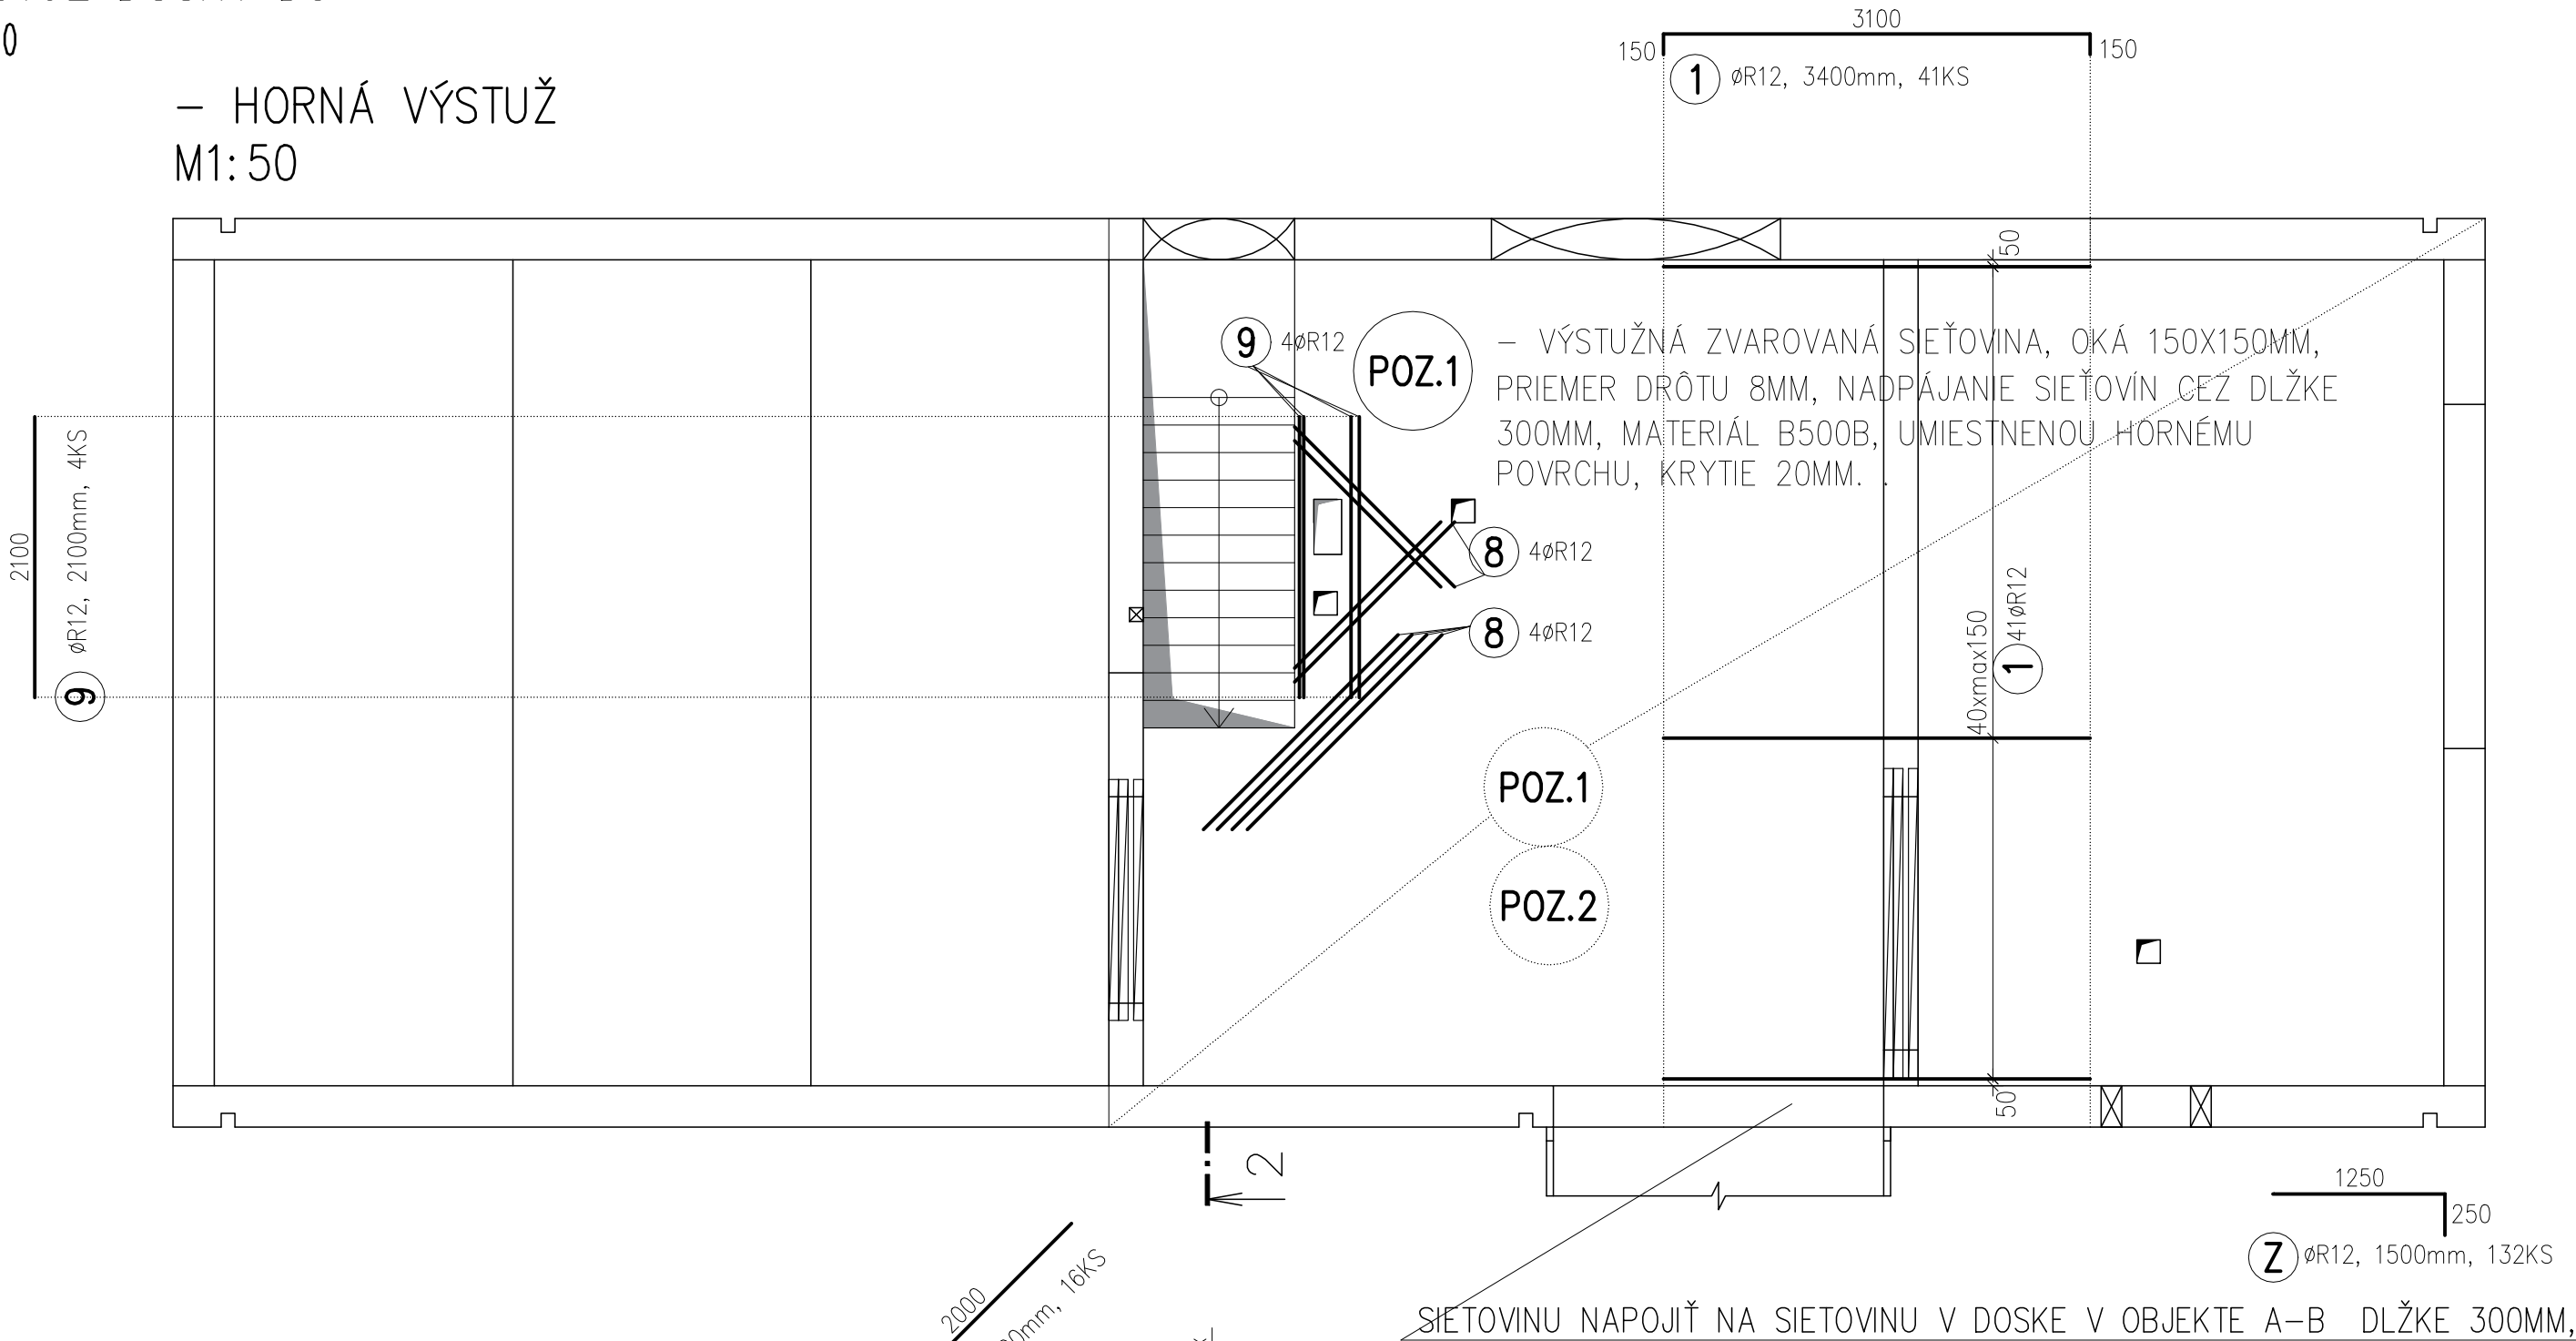 0
– HORNÁ VÝSTUŽ
M1:50
3100
150
150
1 øR12, 3400mm, 41KS
50
9 4øR12
POZ.1
– VÝSTUŽNÁ ZVAROVANÁ SIEŤOVINA, OKÁ 150X150MM,
PRIEMER DRÔTU 8MM, NADPÁJANIE SIEŤOVÍN CEZ DLŽKE
300MM, MATERIÁL B500B, UMIESTNENOU HORNÉMU
POVRCHU, KRYTIE 20MM. .
2100
9 øR12, 2100mm, 4KS
8 4øR12
8 4øR12
40xmax150
1 41øR12
POZ.1
POZ.2
50
2
1250
250
Z øR12, 1500mm, 132KS
2000
mm, 16KS
SIETOVINU NAPOJIŤ NA SIETOVINU V DOSKE V OBJEKTE A–B DLŽKE 300MM,